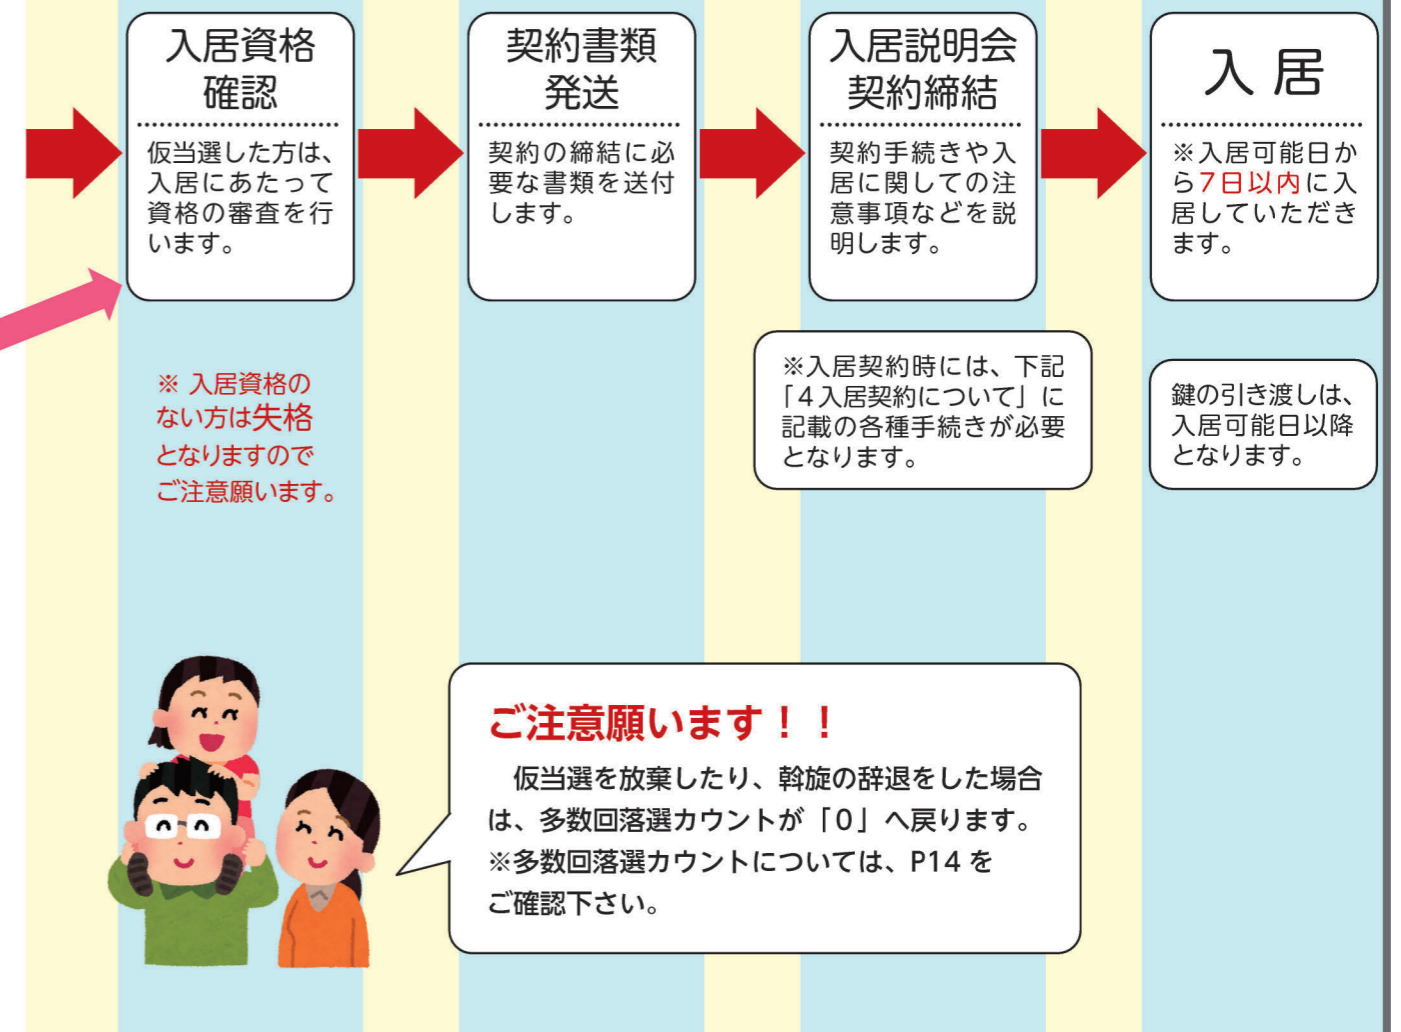 入居資格
確認
仮当選した方は、
入居にあたって
資格の審査を行
います。
※ 入居資格の
ない方は失格
となりますので
ご注意願います。
契約書類
発送
契約の締結に必
要な書類を送付
します。
入居説明会
契約締結
契約手続きや入
居に関しての注
意事項などを説
明します。
※入居契約時には、下記
「４入居契約について」に
記載の各種手続きが必要
となります。
入 居
※入居可能日か
ら7日以内に入
居していただき
ます。
鍵の引き渡しは、
入居可能日以降
となります。
ご注意願います！！
仮当選を放棄したり、斡旋の辞退をした場合
は、多数回落選カウントが「０」へ戻ります。
※多数回落選カウントについては、P14 を
ご確認下さい。